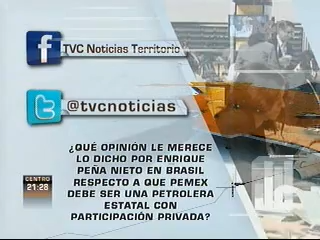 TVC Noticias Territorio
@tvcnoticias
¿QUÉ OPINIÓN LE MERECE
LO DICHO POR ENRIQUE
PEÑA NIETO EN BRASIL
RESPECTO A QUE PEMEX
DEBE SER UNA PETROLERA
ESTATAL CON
PARTICIPACIÓN PRIVADA?
CENTRO
21:28